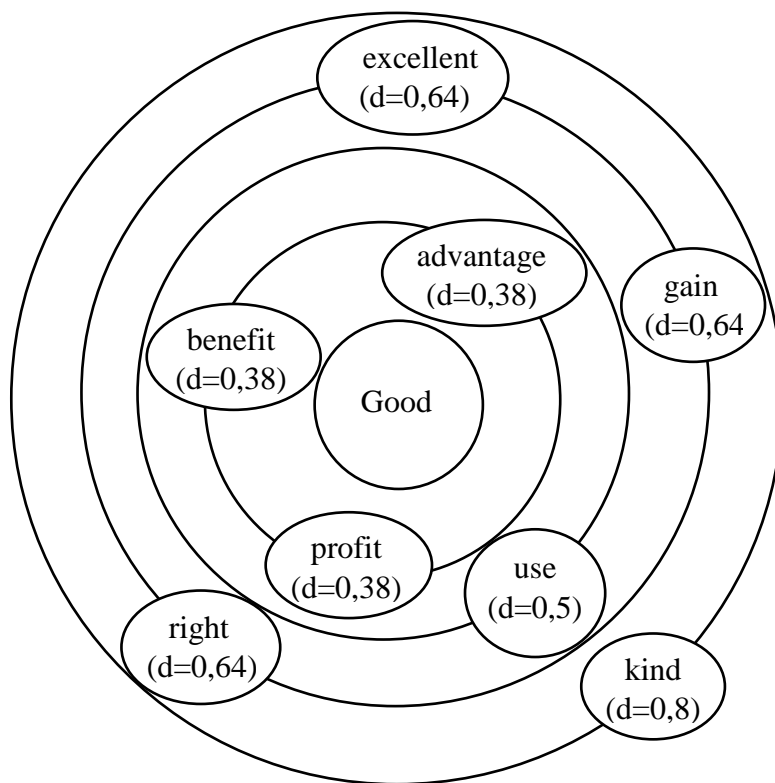 excellent
(d=0,64)
advantage
(d=0,38)
gain
(d=0,64
benefit
(d=0,38)
Good
profit
(d=0,38)
use
(d=0,5)
right
(d=0,64)
kind
(d=0,8)